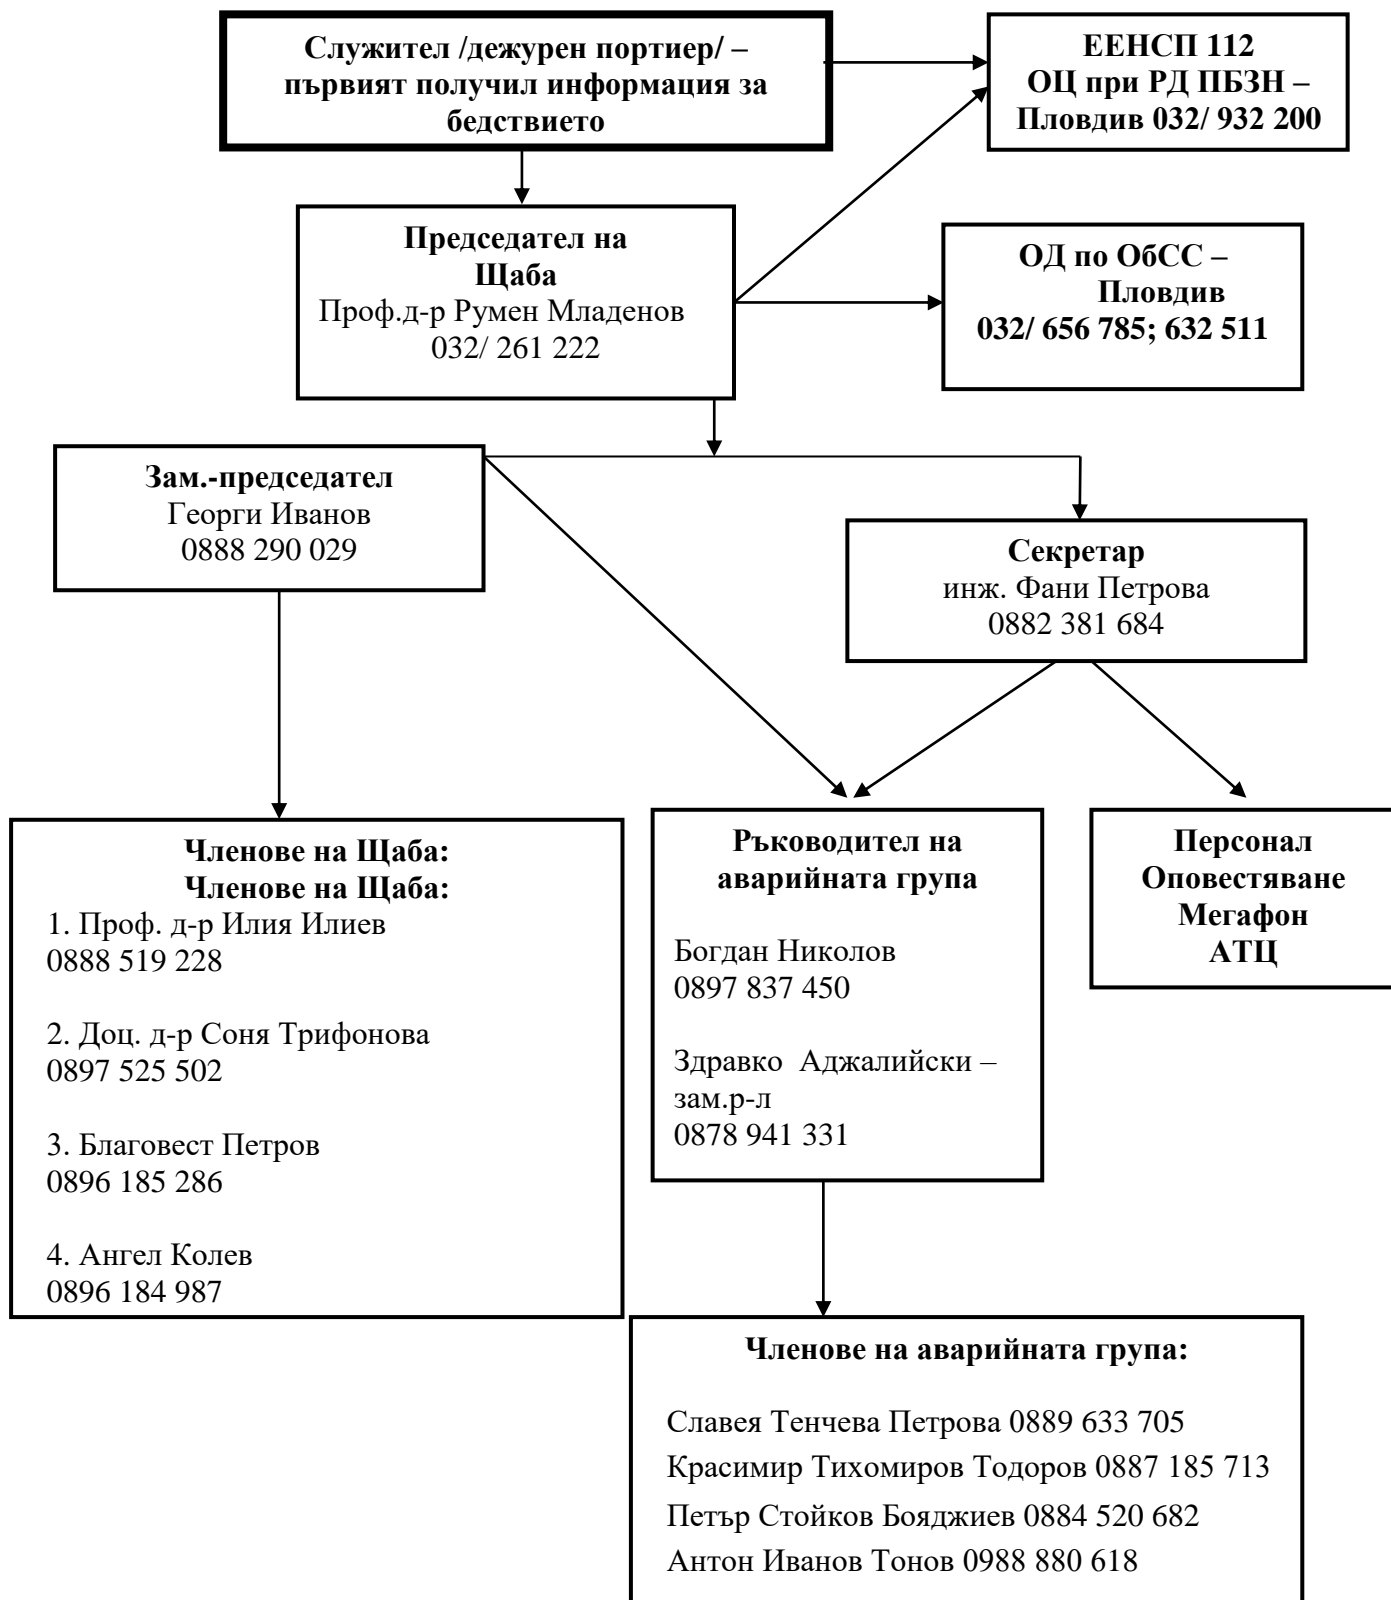 Служител /дежурен портиер/ –
първият получил информация за
бедствието
ЕЕНСП 112
ОЦ при РД ПБЗН –
Пловдив 032/ 932 200
Председател на
Щаба
Проф.д-р Румен Младенов
032/ 261 222
ОД по ОбСС –
Пловдив
032/ 656 785; 632 511
Зам.-председател
Георги Иванов
0888 290 029
Секретар
инж. Фани Петрова
0882 381 684
Членове на Щаба:
Членове на Щаба:
1. Проф. д-р Илия Илиев
0888 519 228
2. Доц. д-р Соня Трифонова
0897 525 502
3. Благовест Петров
0896 185 286
4. Ангел Колев
0896 184 987
Ръководител на
аварийната група
Богдан Николов
0897 837 450
Здравко Аджалийски –
зам.р-л
0878 941 331
Персонал
Оповестяване
Мегафон
АТЦ
Членове на аварийната група:
Славея Тенчева Петрова 0889 633 705
Красимир Тихомиров Тодоров 0887 185 713
Петър Стойков Бояджиев 0884 520 682
Антон Иванов Тонов 0988 880 618